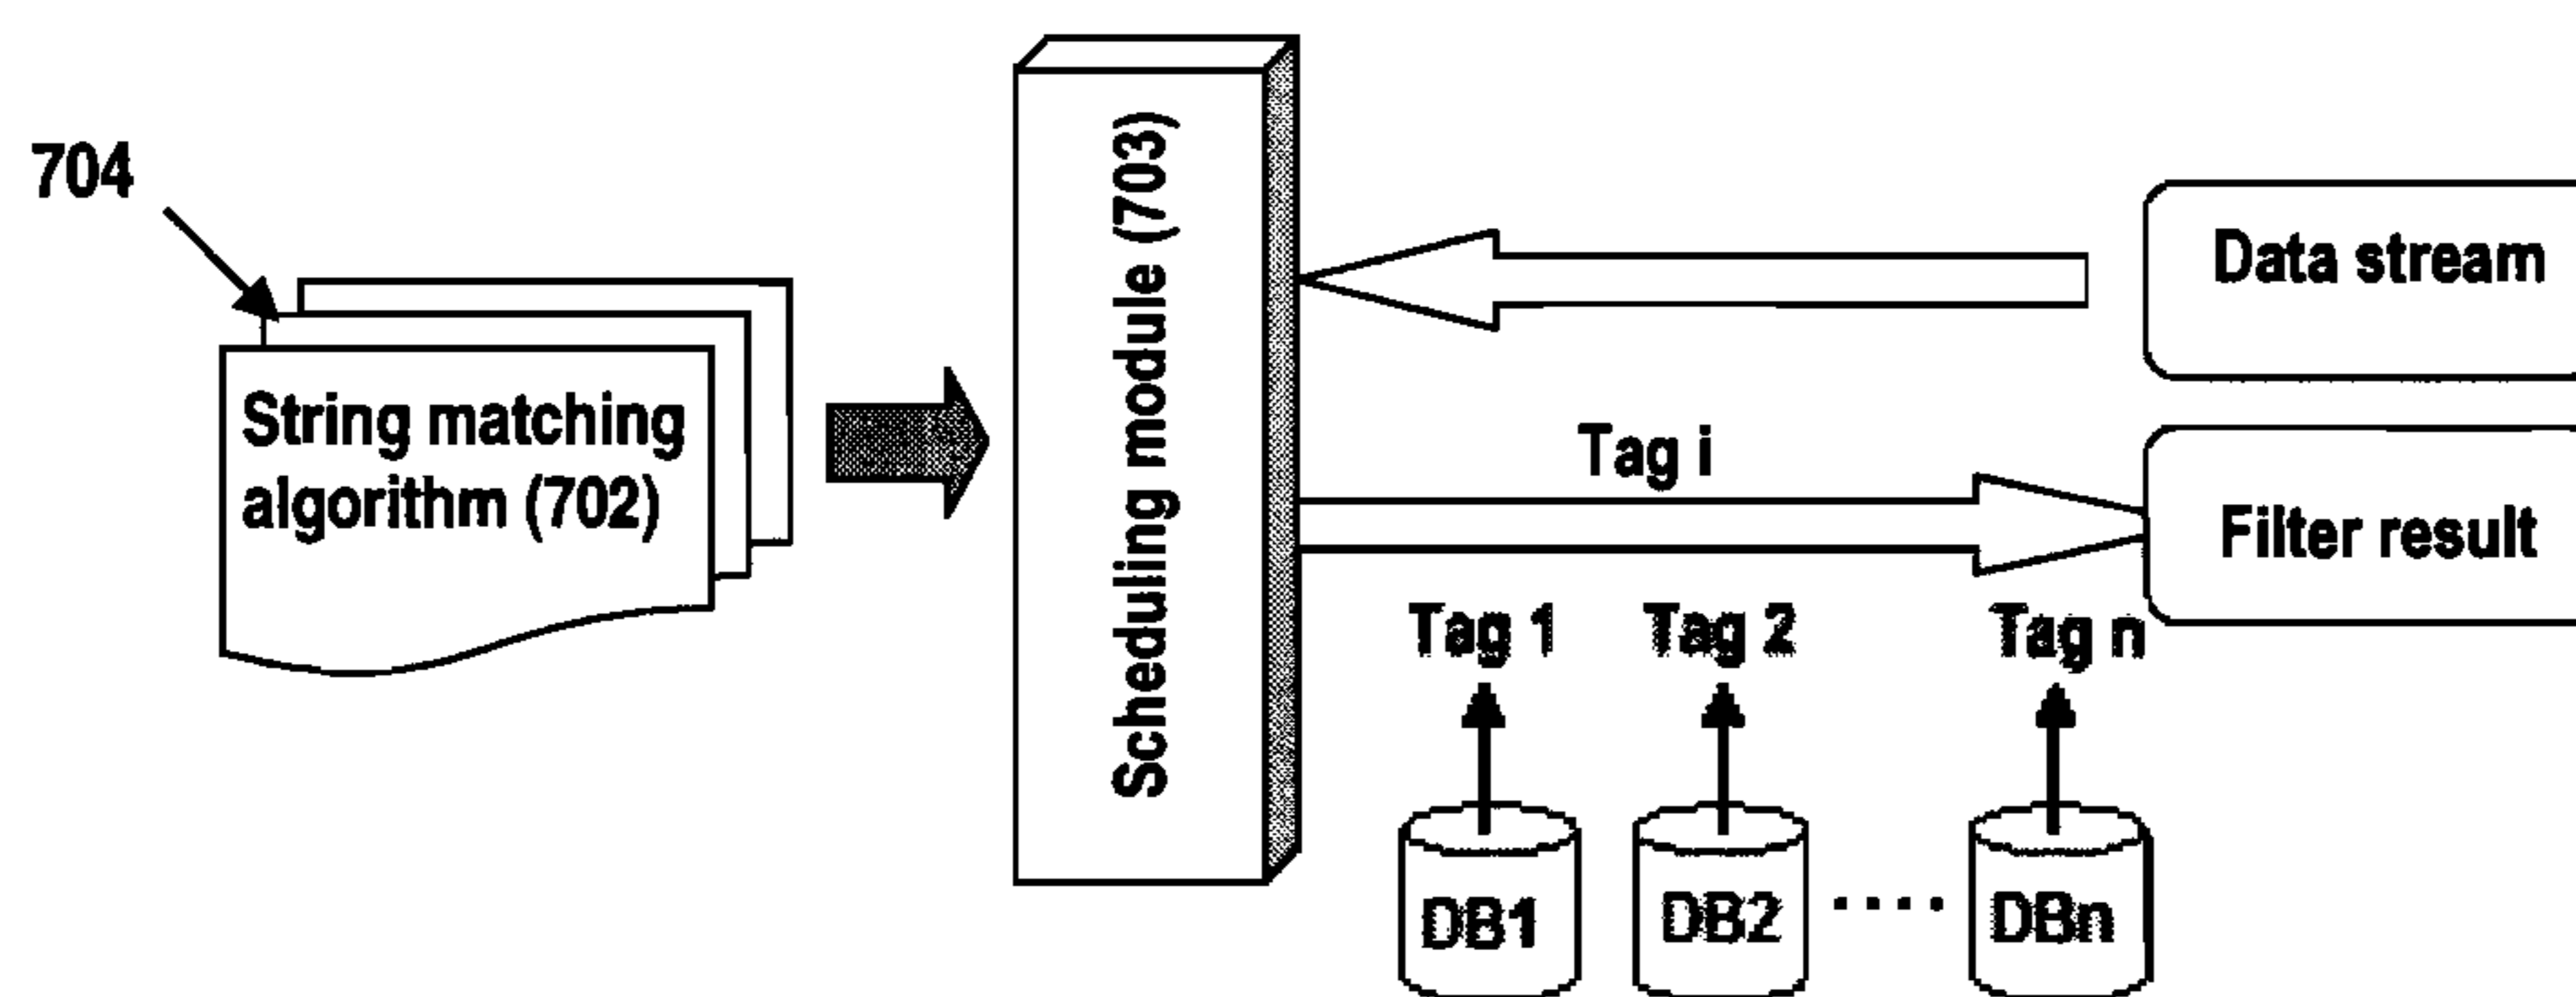 704
String matching
algorithm (702)
Scheduling module (703)
Data stream
Tag i
Filter result
Tag 1 Tag 2 Tag n
DB1 DB2 .... DBn